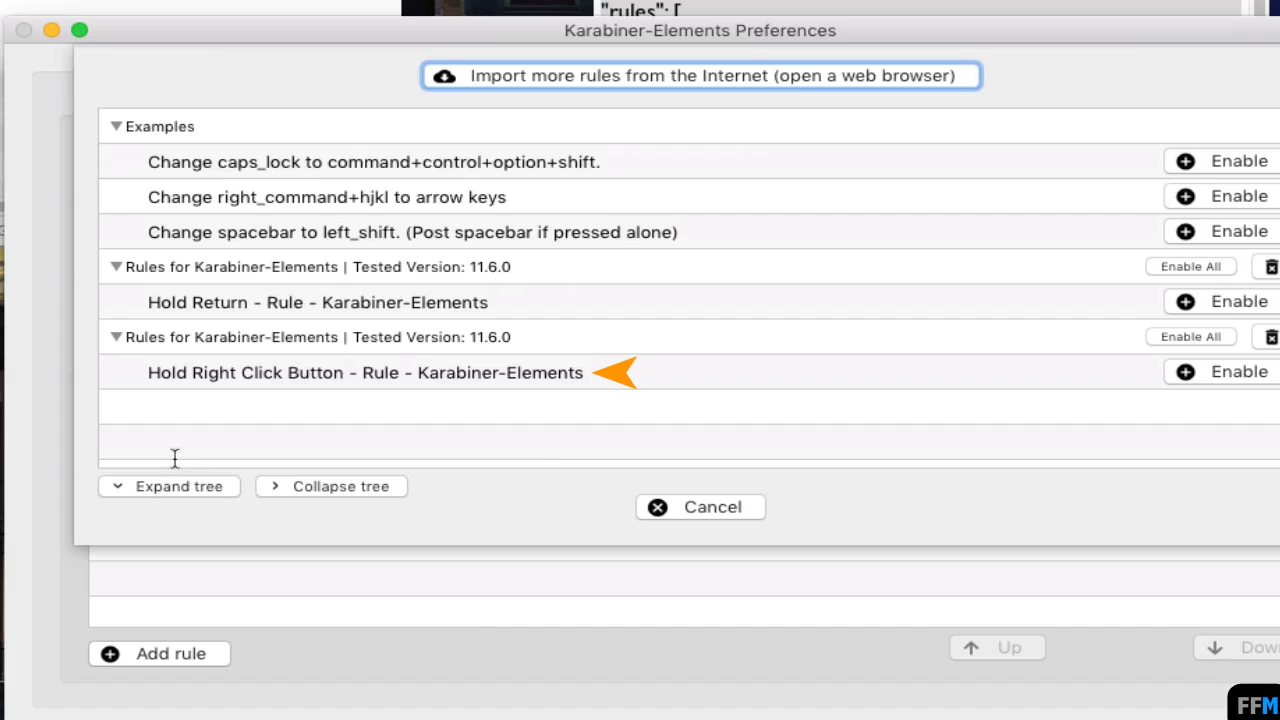 "rules": [
Karabiner-Elements Preferences
Import more rules from the Internet (open a web browser)
Examples
Change caps_lock to command+control+option+shift.
Enable
Change right_command+hjkl to arrow keys
Enable
Change spacebar to left_shift. (Post spacebar if pressed alone)
Enable
Rules for Karabiner-Elements | Tested Version: 11.6.0
Enable All
Hold Return - Rule - Karabiner-Elements
Enable
Rules for Karabiner-Elements | Tested Version: 11.6.0
Enable All
Hold Right Click Button - Rule - Karabiner-Elements
Enable
Expand tree
Collapse tree
Cancel
Add rule
Up
Dow
FFM